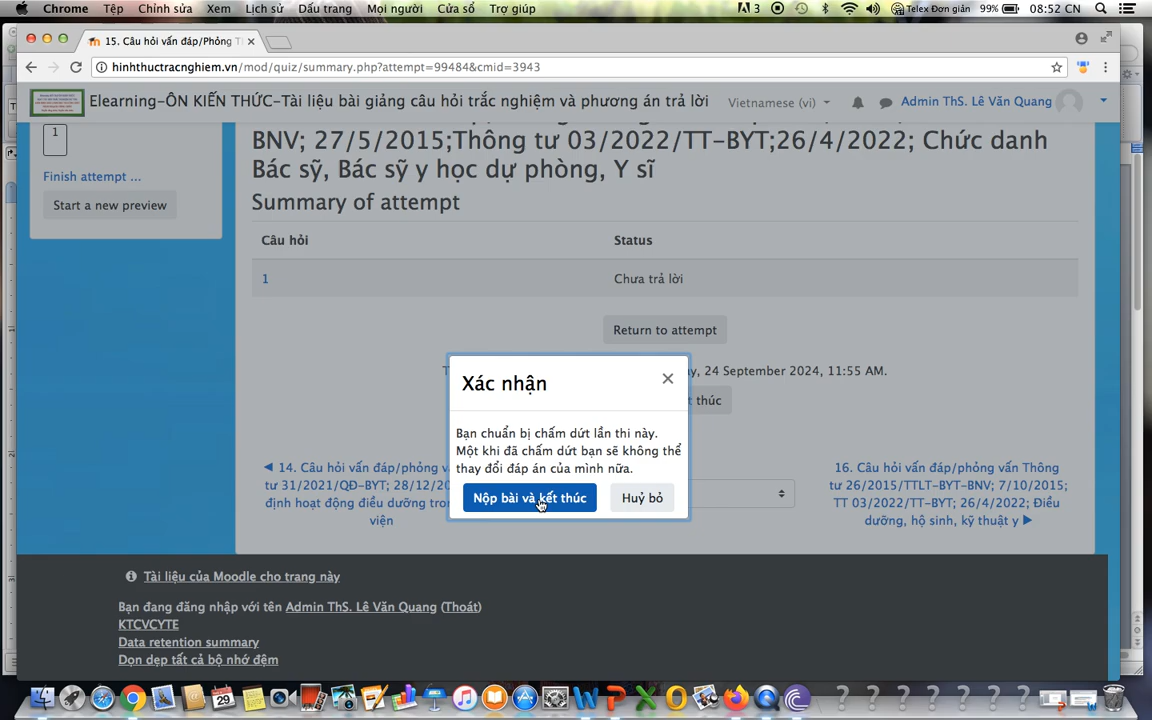 Chrome Tệp Chỉnh sửa Xem Lịch sử Dấu trang Mọi người Cửa sổ Trợ giúp 3 Telex Đơn giản 99% 08:52 CN
15. Câu hỏi vấn đáp/Phỏng T
hinhthuctracnghiem.vn/mod/quiz/summary.php?attempt=99484&cmid=3943
Elearning-ÔN KIẾN THỨC-Tài liệu bài giảng câu hỏi trắc nghiệm và phương án trả lời Vietnamese (vi) Admin ThS. Lê Văn Quang
1
Finish attempt ...
Start a new preview
BNV; 27/5/2015;Thông tư 03/2022/TT-BYT;26/4/2022; Chức danh
Bác sỹ, Bác sỹ y học dự phòng, Y sĩ
Summary of attempt
Câu hỏi Status
1 Chưa trả lời
Return to attempt
24 September 2024, 11:55 AM.
thúc
Xác nhận
Bạn chuẩn bị chấm dứt lần thi này.
Một khi đã chấm dứt bạn sẽ không thể
thay đổi đáp án của mình nữa.
Nộp bài và kết thúc Huỷ bỏ
◀ 14. Câu hỏi vấn đáp/phỏng v
tư 31/2021/QĐ-BYT; 28/12/20
định hoạt động điều dưỡng tro
viện
16. Câu hỏi vấn đáp/phỏng vấn Thông
tư 26/2015/TTLT-BYT-BNV; 7/10/2015;
TT 03/2022/TT-BYT; 26/4/2022; Điều
dưỡng, hộ sinh, kỹ thuật y ▶
Tài liệu của Moodle cho trang này
Bạn đang đăng nhập với tên Admin ThS. Lê Văn Quang (Thoát)
KTCVCYTE
Data retention summary
Dọn dẹp tất cả bộ nhớ đệm